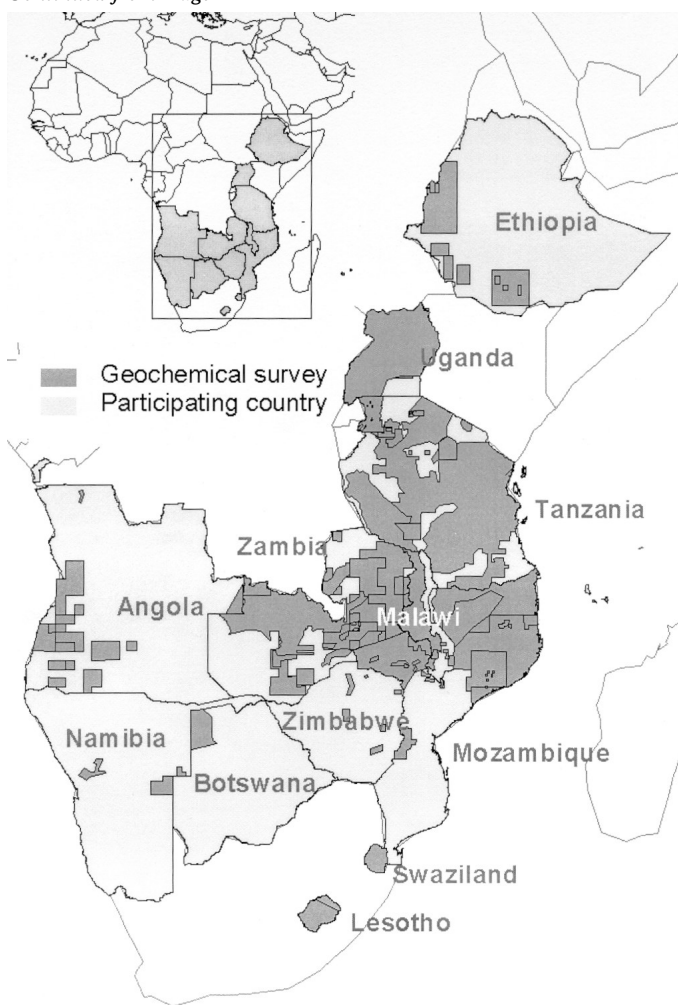 Ethiopia
Uganda
Geochemical survey
Participating country
Tanzania
Zambia
Angola
Malawi
Zimbabwe
Namibia
Mozambique
Botswana
Swaziland
Lesotho